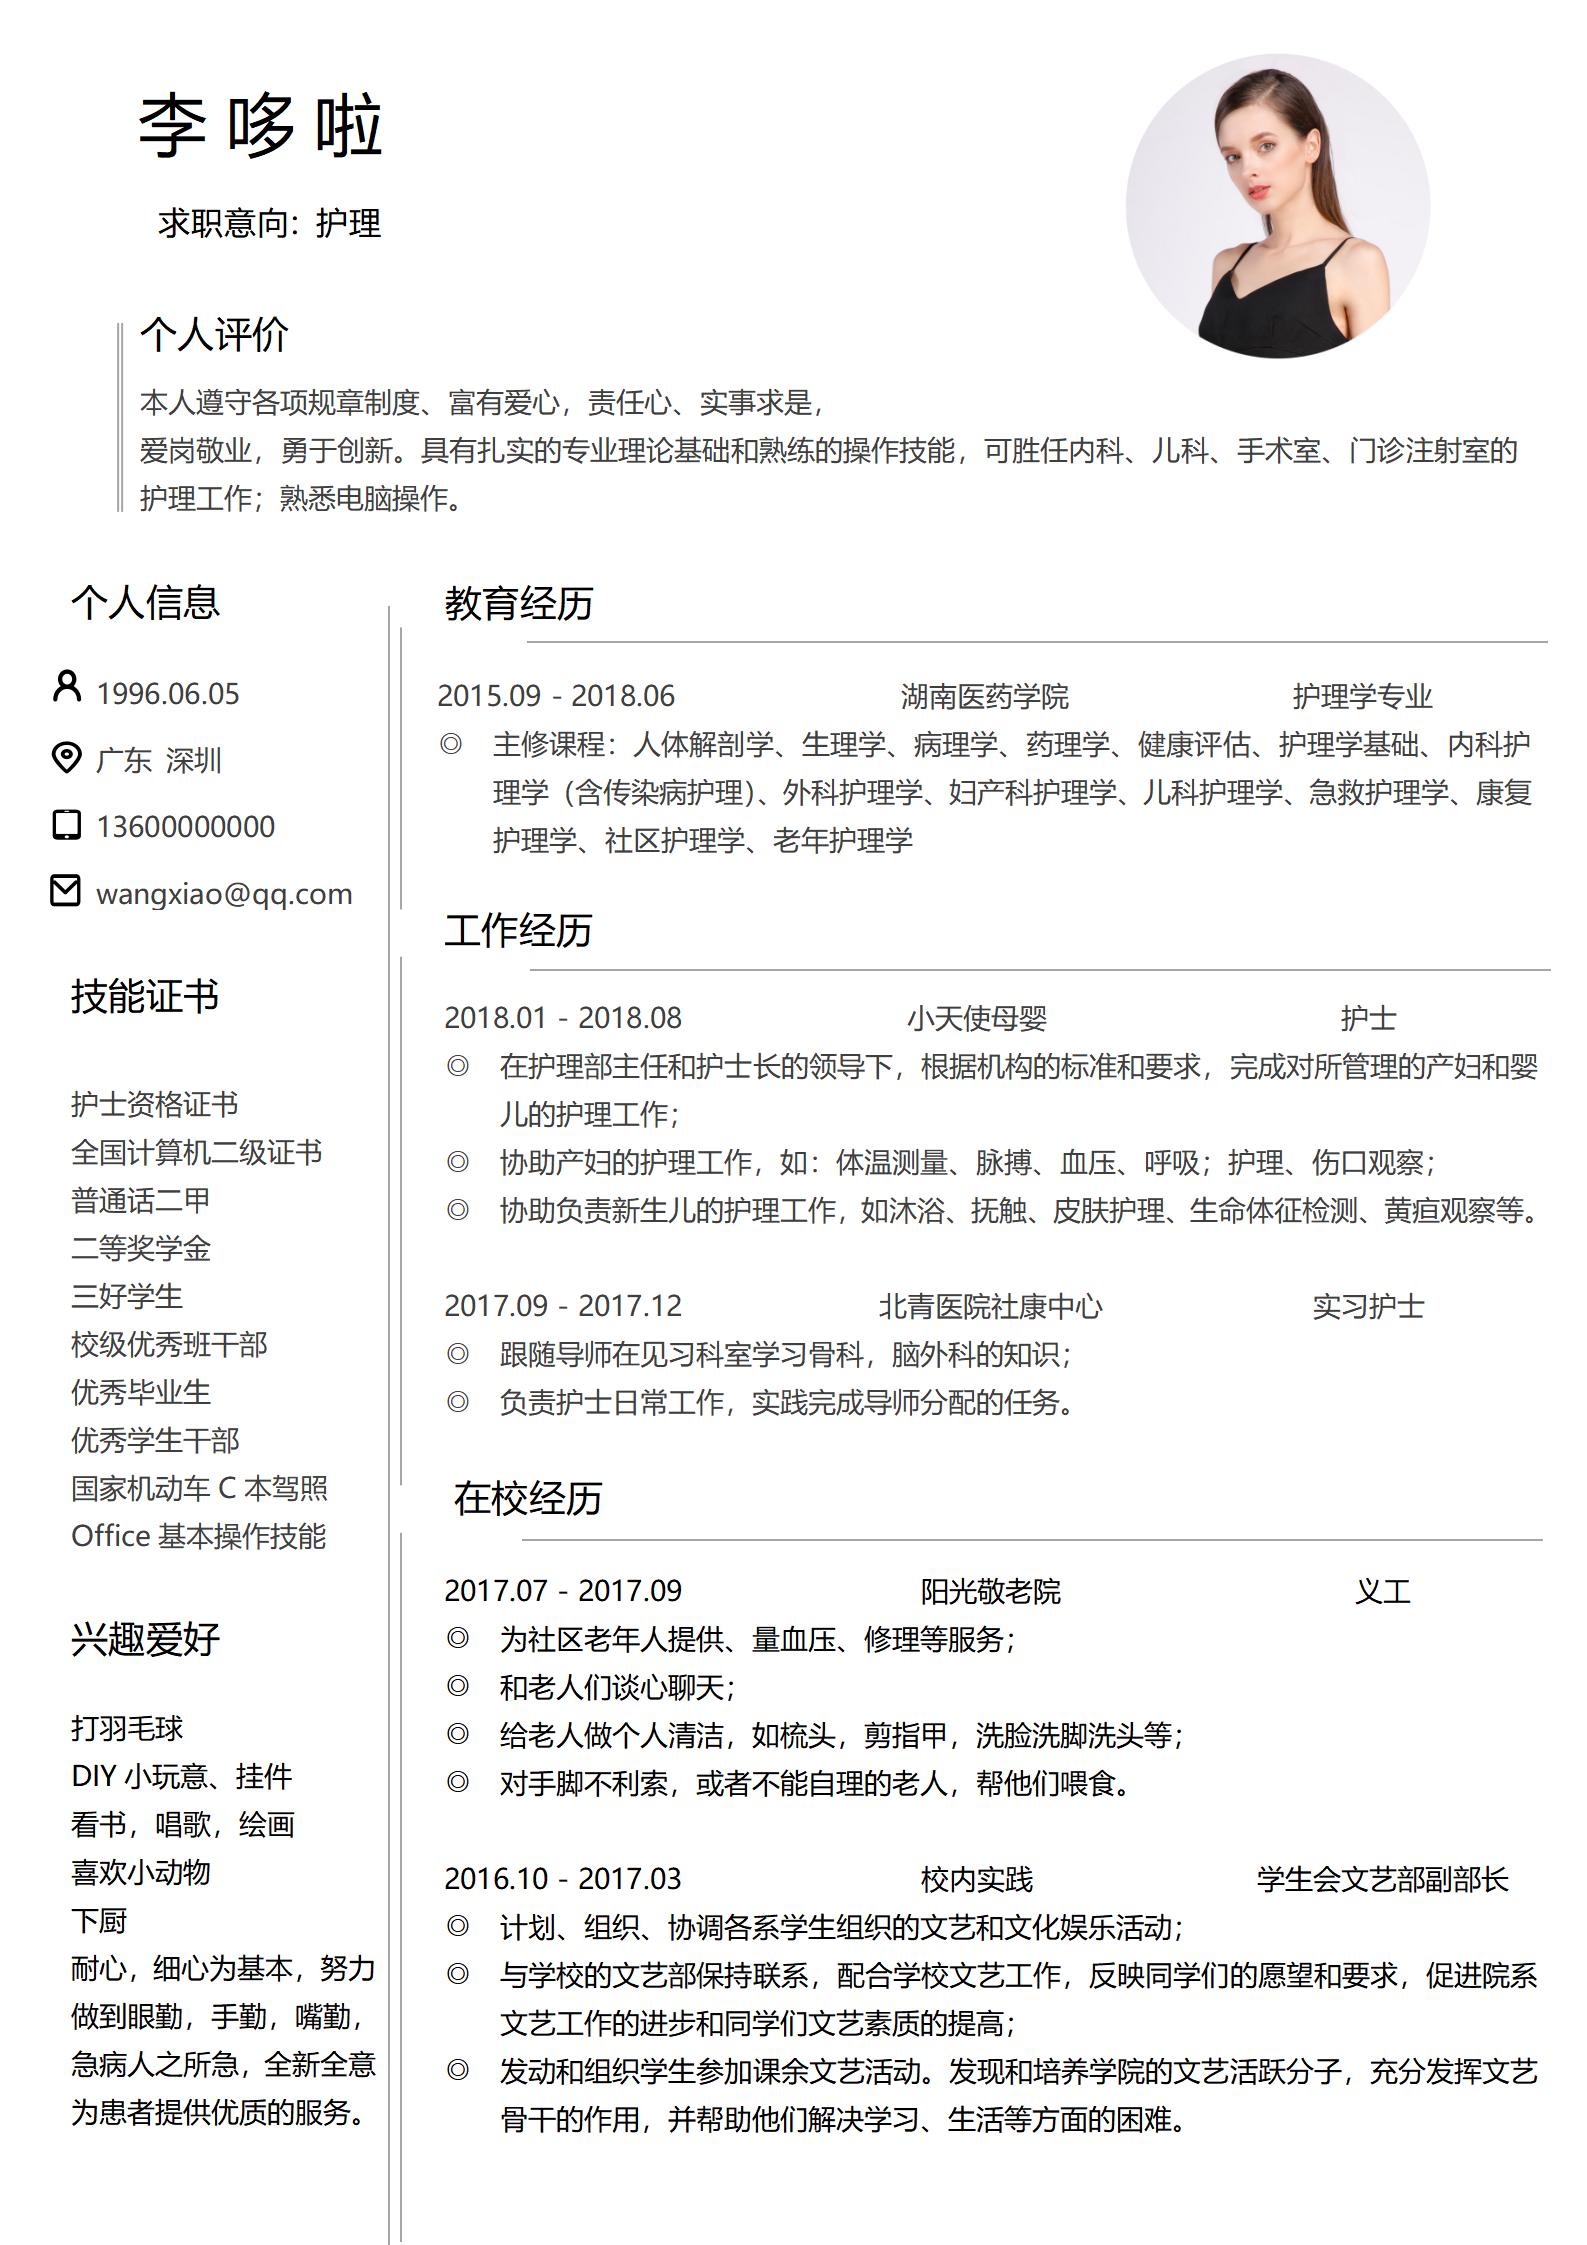 李哆啦
求职意向：护理
个人评价
本人遵守各项规章制度、富有爱心，责任心、实事求是，
爱岗敬业，勇于创新。具有扎实的专业理论基础和熟练的操作技能，可胜任内科、儿科、手术室、门诊注射室的
护理工作；熟悉电脑操作。
个人信息
1996.06.05
广东 深圳
13600000000
wangxiao@qq.com
技能证书
护士资格证书
全国计算机二级证书
普通话二甲
二等奖学金
三好学生
校级优秀班干部
优秀毕业生
优秀学生干部
国家机动车 C 本驾照
Office 基本操作技能
兴趣爱好
打羽毛球
DIY 小玩意、挂件
看书，唱歌，绘画
喜欢小动物
下厨
耐心，细心为基本，努力
做到眼勤，手勤，嘴勤，
急病人之所急，全新全意
为患者提供优质的服务。
教育经历
2015.09 - 2018.06 湖南医药学院 护理学专业
◎ 主修课程：人体解剖学、生理学、病理学、药理学、健康评估、护理学基础、内科护
理学（含传染病护理）、外科护理学、妇产科护理学、儿科护理学、急救护理学、康复
护理学、社区护理学、老年护理学
工作经历
2018.01 - 2018.08 小天使母婴 护士
◎ 在护理部主任和护士长的领导下，根据机构的标准和要求，完成对所管理的产妇和婴
儿的护理工作；
◎ 协助产妇的护理工作，如：体温测量、脉搏、血压、呼吸；护理、伤口观察；
◎ 协助负责新生儿的护理工作，如沐浴、抚触、皮肤护理、生命体征检测、黄疸观察等。
2017.09 - 2017.12 北青医院社康中心 实习护士
◎ 跟随导师在见习科室学习骨科，脑外科的知识；
◎ 负责护士日常工作，实践完成导师分配的任务。
在校经历
2017.07 - 2017.09 阳光敬老院 义工
◎ 为社区老年人提供、量血压、修理等服务；
◎ 和老人们谈心聊天；
◎ 给老人做个人清洁，如梳头，剪指甲，洗脸洗脚洗头等；
◎ 对手脚不利索，或者不能自理的老人，帮他们喂食。
2016.10 - 2017.03 校内实践 学生会文艺部副部长
◎ 计划、组织、协调各系学生组织的文艺和文化娱乐活动；
◎ 与学校的文艺部保持联系，配合学校文艺工作，反映同学们的愿望和要求，促进院系
文艺工作的进步和同学们文艺素质的提高；
◎ 发动和组织学生参加课余文艺活动。发现和培养学院的文艺活跃分子，充分发挥文艺
骨干的作用，并帮助他们解决学习、生活等方面的困难。